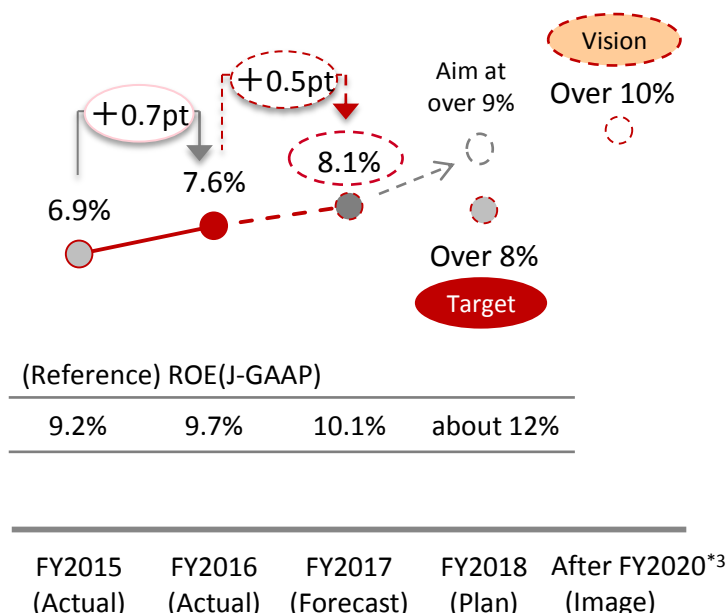 Vision
Aim at
over 9%
Over 10%
+0.5pt
+0.7pt
8.1%
7.6%
6.9%
Over 8%
Target
(Reference) ROE(J-GAAP)
9.2% 9.7% 10.1% about 12%
FY2015 FY2016 FY2017 FY2018 After FY2020*3
(Actual) (Actual) (Forecast) (Plan) (Image)